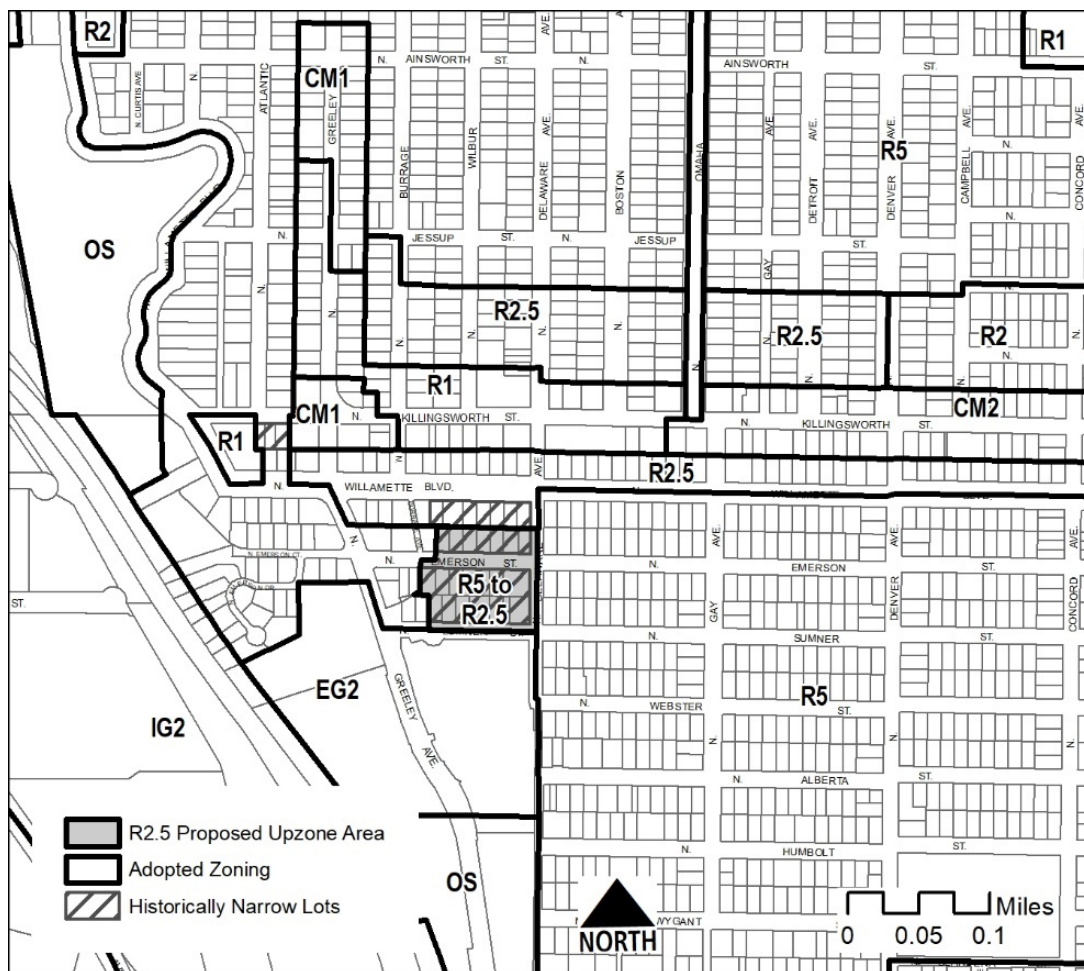 R2
R1
N. CURTIS AVE
ATLANTIC
N.
CM1
GREELEY
N.
AINSWORTH
ST.
AVE.
AINSWORTH
ST.
AVE.
BURRAGE
WILBUR
DELAWARE
AVE.
BOSTON
OMAHA
AVE.
DETROIT
AVE.
DENVER
AVE.
R5
CAMPBELL
AVE.
N.
CONCORD
OS
N.
JESSUP
ST.
N.
JESSUP
N.
ST.
GAY
R2.5
N.
R2.5
R2
R1
CM1
N.
KILLINGSWORTH
ST.
N.
KILLINGSWORTH
ST.
CM2
R1
R2.5
N.
WILLAMETTE
BLVD.
AVE.
N. EMERSON CT.
N.
EMERSON
ST.
N.
EMERSON
ST.
R5 to
R2.5
GAY
AVE.
DENVER
AVE.
CONCORD
AVE.
ST.
N.
SUMNER
ST.
EG2
GREELEY
AVE.
IG2
N.
WEBSTER
ST.
R5
N.
ALBERTA
ST.
N.
HUMBOLT
ST.
OS
WYGANT
R2.5 Proposed Upzone Area
Adopted Zoning
Historically Narrow Lots
NORTH
Miles
0 0.05 0.1